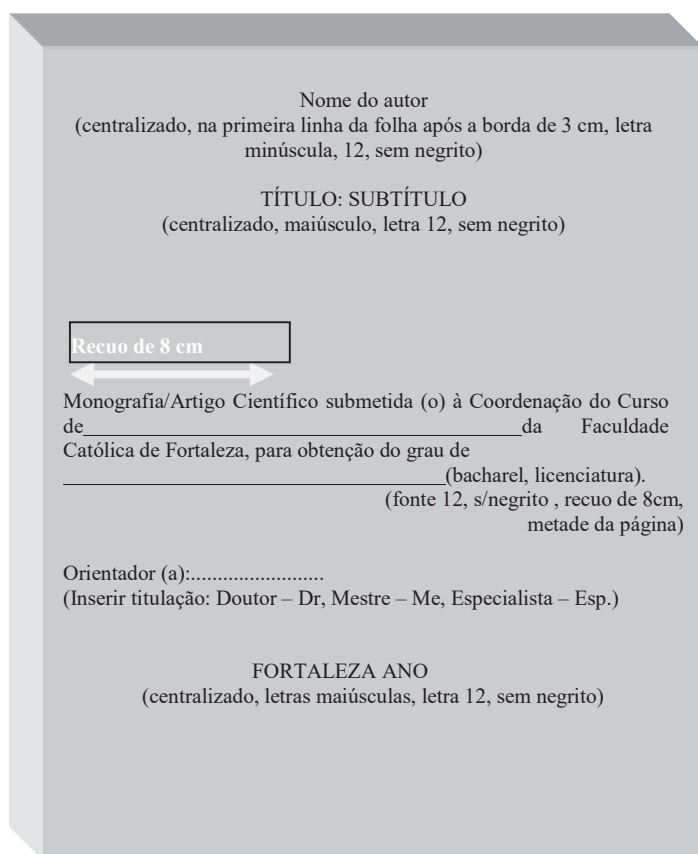 Nome do autor
(centralizado, na primeira linha da folha após a borda de 3 cm, letra
minúscula, 12, sem negrito)
TÍTULO: SUBTÍTULO
(centralizado, maiúsculo, letra 12, sem negrito)
Recuo de 8 cm
Monografia/Artigo Científico submetida (o) à Coordenação do Curso
de________________________________________da Faculdade
Católica de Fortaleza, para obtenção do grau de
___________________________________(bacharel, licenciatura).
(fonte 12, s/negrito , recuo de 8cm,
metade da página)
Orientador (a):.........................
(Inserir titulação: Doutor – Dr, Mestre – Me, Especialista – Esp.)
FORTALEZA ANO
(centralizado, letras maiúsculas, letra 12, sem negrito)